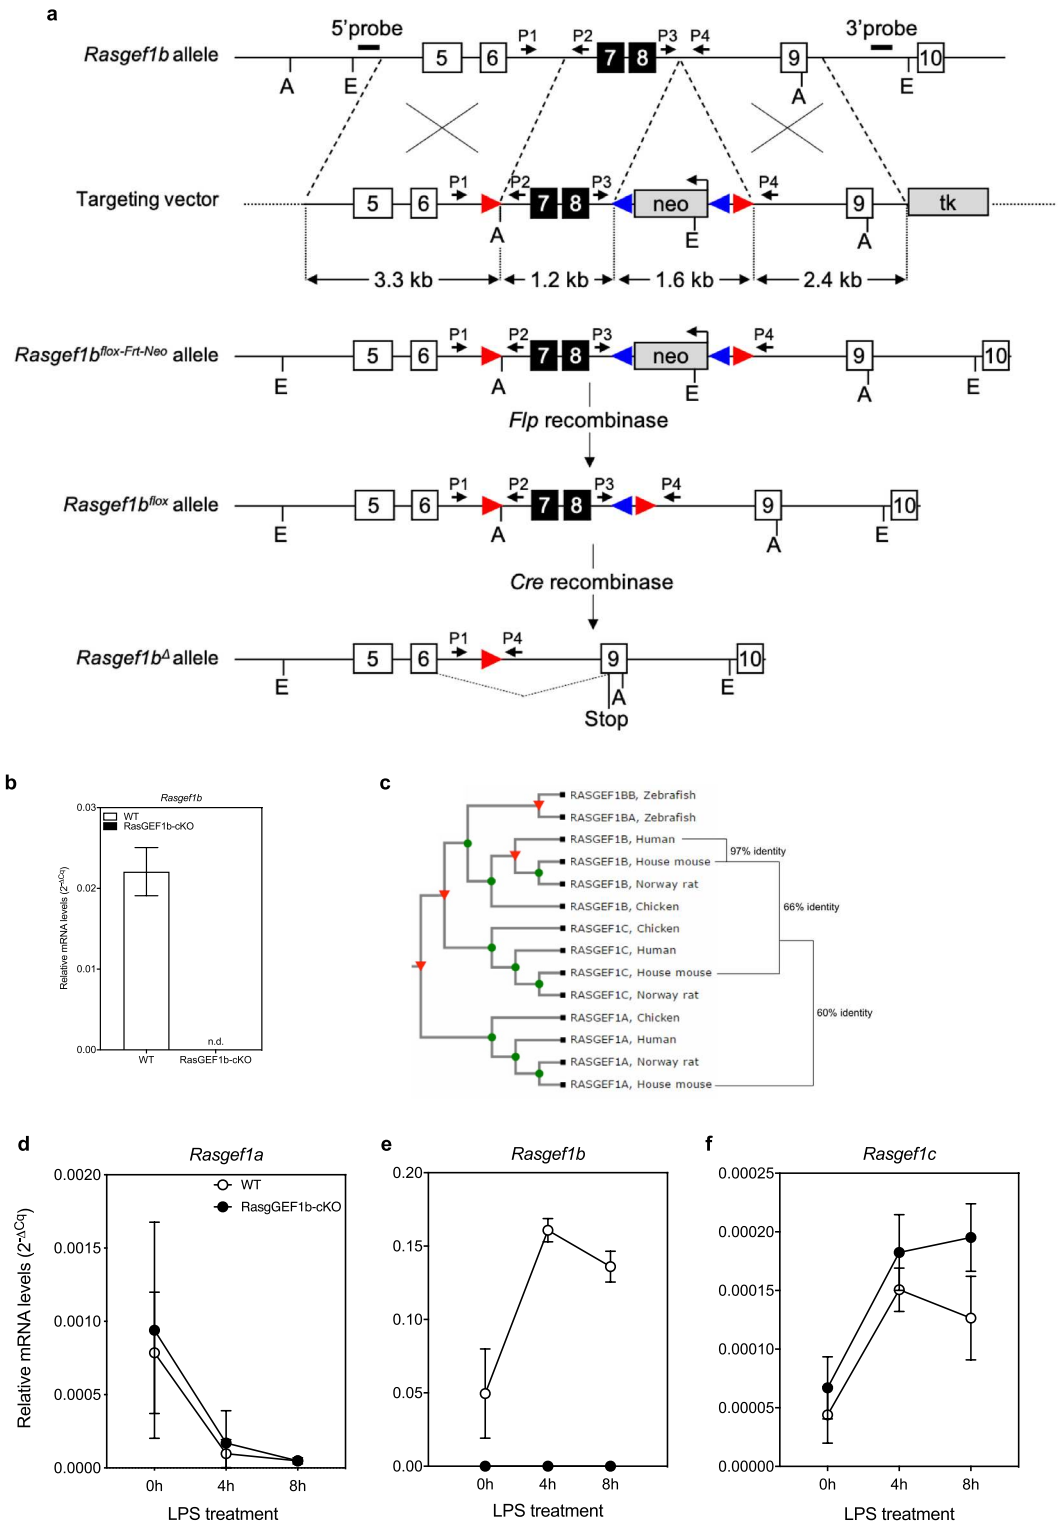 a
5'probe
3'probe
P1 P2 P3 P4
Rasgef1b allele
5 6 7 8 9 10
A E A E
P1 P2 P3 P4
Targeting vector
5 6 7 8 neo 9 tk
A E A
3.3 kb 1.2 kb 1.6 kb 2.4 kb
P1 P2 P3 P4
Rasgef1b^flox-Frt-Neo allele
5 6 7 8 neo 9 10
E A E A E
Flp recombinase
P1 P2 P3 P4
Rasgef1b^flox allele
5 6 7 8 9 10
E A A E
Cre recombinase
P1 P4
Rasgef1b^Δ allele
5 6 9 10
E A E
Stop
b
Rasgef1b
WT
RasGEF1b-cKO
Relative mRNA levels (2^-ΔCq)
0.03
0.02
0.01
0.00
n.d.
WT RasGEF1b-cKO
c
RASGEF1BB, Zebrafish
RASGEF1BA, Zebrafish
RASGEF1B, Human
97% identity
RASGEF1B, House mouse
RASGEF1B, Norway rat
RASGEF1B, Chicken
66% identity
RASGEF1C, Chicken
RASGEF1C, Human
RASGEF1C, House mouse
RASGEF1C, Norway rat
60% identity
RASGEF1A, Chicken
RASGEF1A, Human
RASGEF1A, Norway rat
RASGEF1A, House mouse
d
Rasgef1a
WT
RasgGEF1b-cKO
Relative mRNA levels (2^-ΔCq)
0.0020
0.0015
0.0010
0.0005
0.0000
0h 4h 8h
LPS treatment
e
Rasgef1b
0.20
0.15
0.10
0.05
0.00
0h 4h 8h
LPS treatment
f
Rasgef1c
0.00025
0.00020
0.00015
0.00010
0.00005
0.00000
0h 4h 8h
LPS treatment